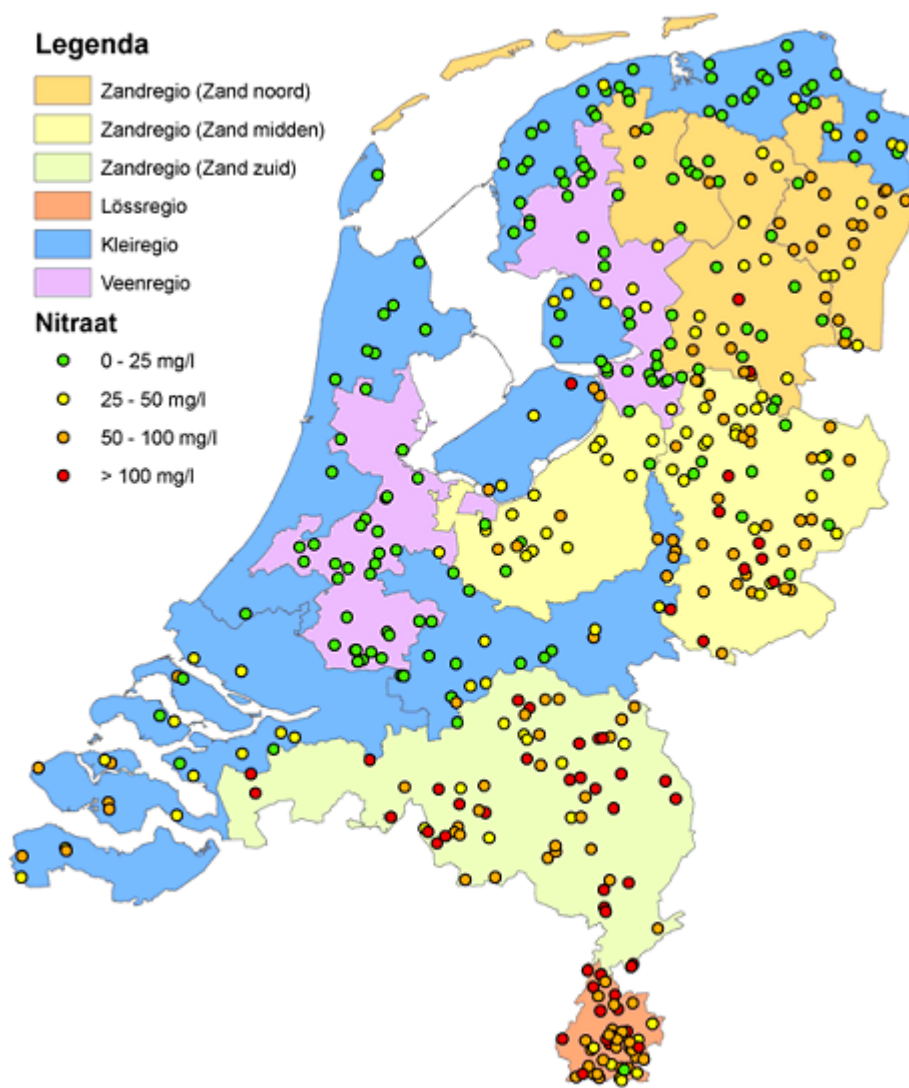 Legenda
Zandregio (Zand noord)
Zandregio (Zand midden)
Zandregio (Zand zuid)
Lössregio
Kleiregio
Veenregio
Nitraat
0 - 25 mg/l
25 - 50 mg/l
50 - 100 mg/l
> 100 mg/l